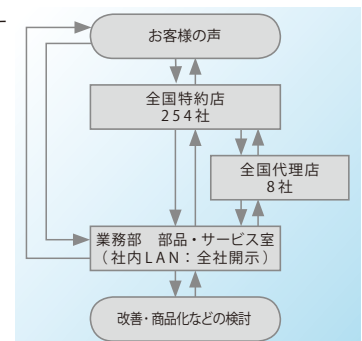 お客様の声
全国特約店
254社
全国代理店
8社
業務部 部品・サービス室
(社内LAN:全社開示)
改善・商品化などの検討